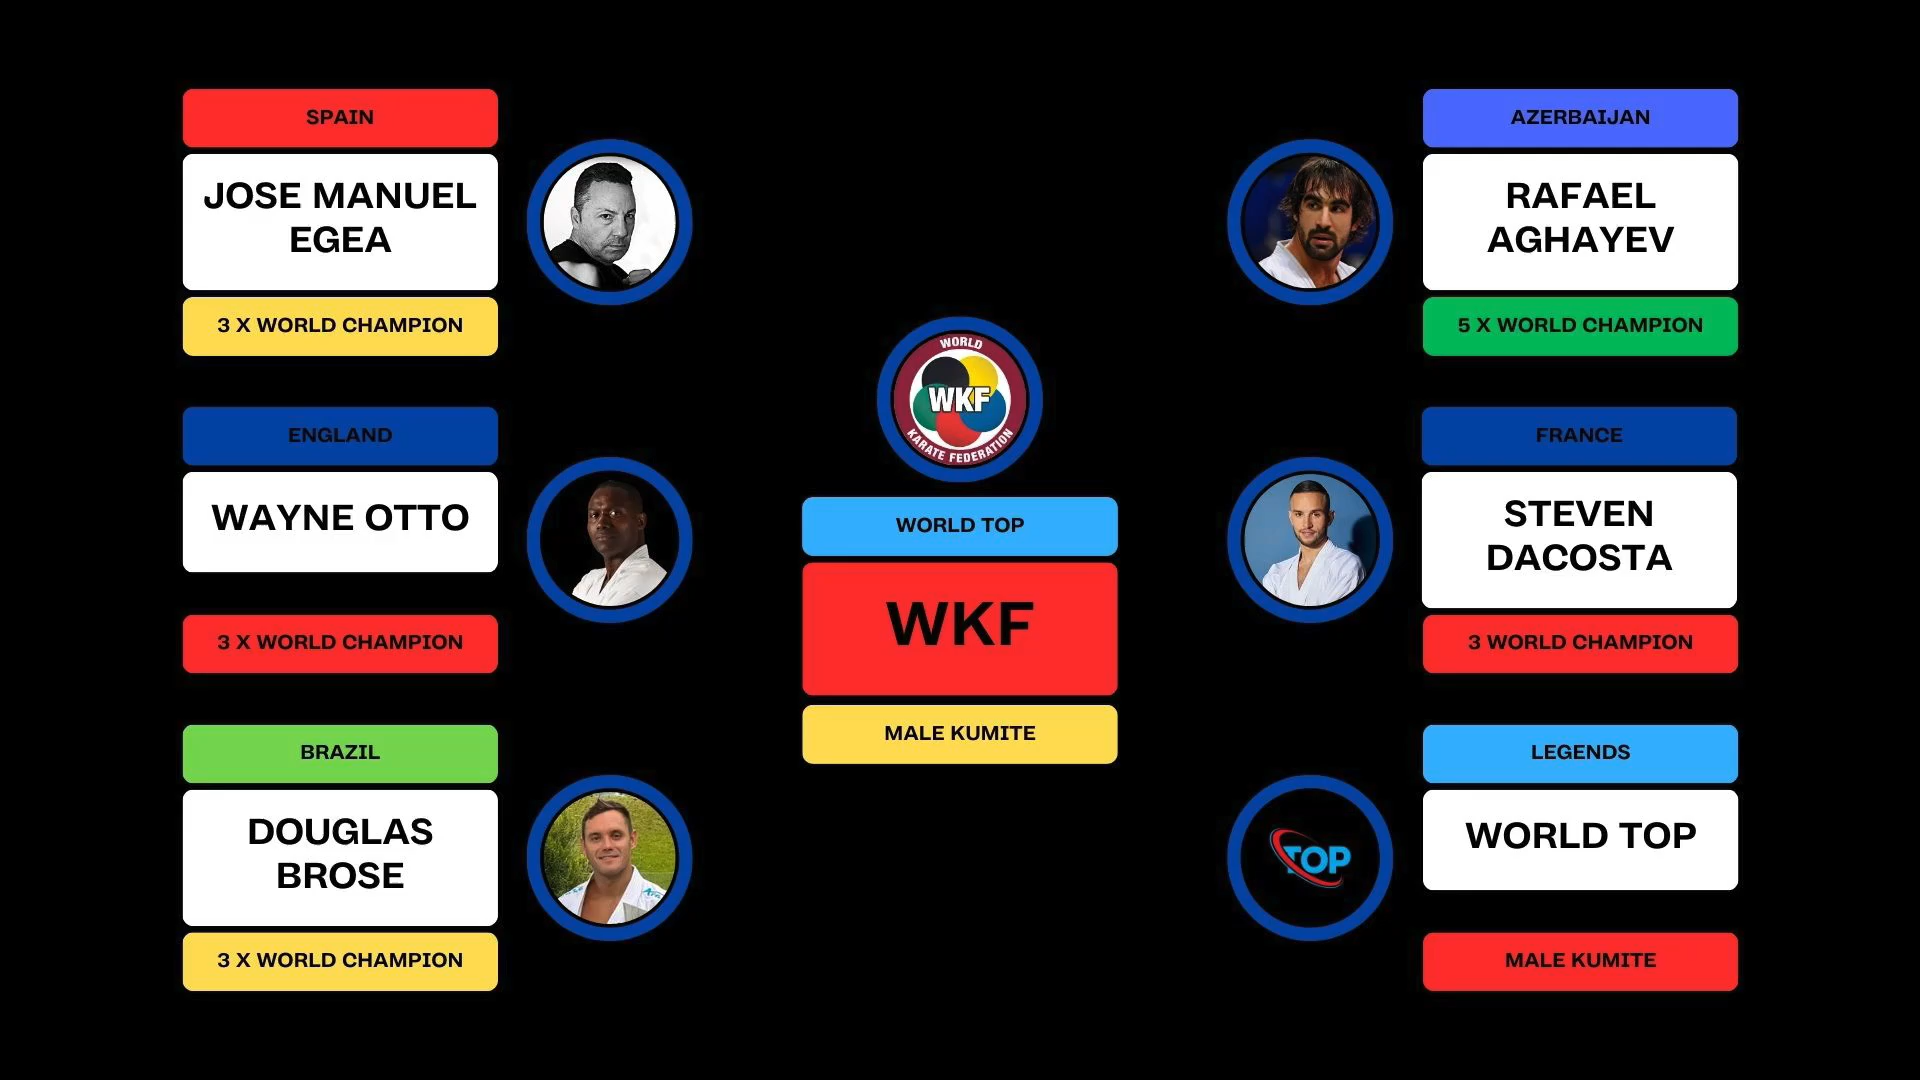 SPAIN
JOSE MANUEL
EGEA
3 X WORLD CHAMPION
ENGLAND
WAYNE OTTO
3 X WORLD CHAMPION
BRAZIL
DOUGLAS
BROSE
3 X WORLD CHAMPION
WORLD
WKF
KARATE FEDERATION
WORLD TOP
WKF
MALE KUMITE
AZERBAIJAN
RAFAEL
AGHAYEV
5 X WORLD CHAMPION
FRANCE
STEVEN
DACOSTA
3 WORLD CHAMPION
TOP
LEGENDS
WORLD TOP
MALE KUMITE